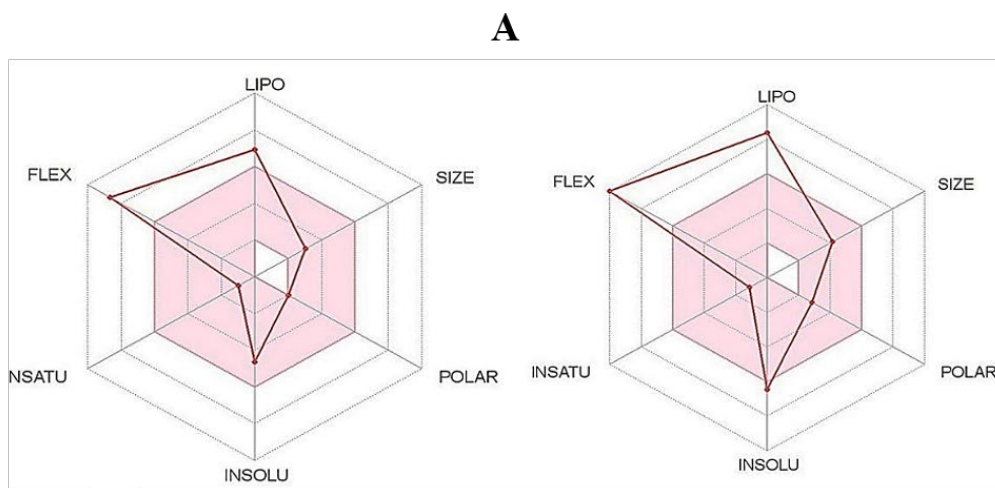 A
LIPO
FLEX
SIZE
NSATU
POLAR
INSOLU
LIPO
FLEX
SIZE
INSATU
POLAR
INSOLU